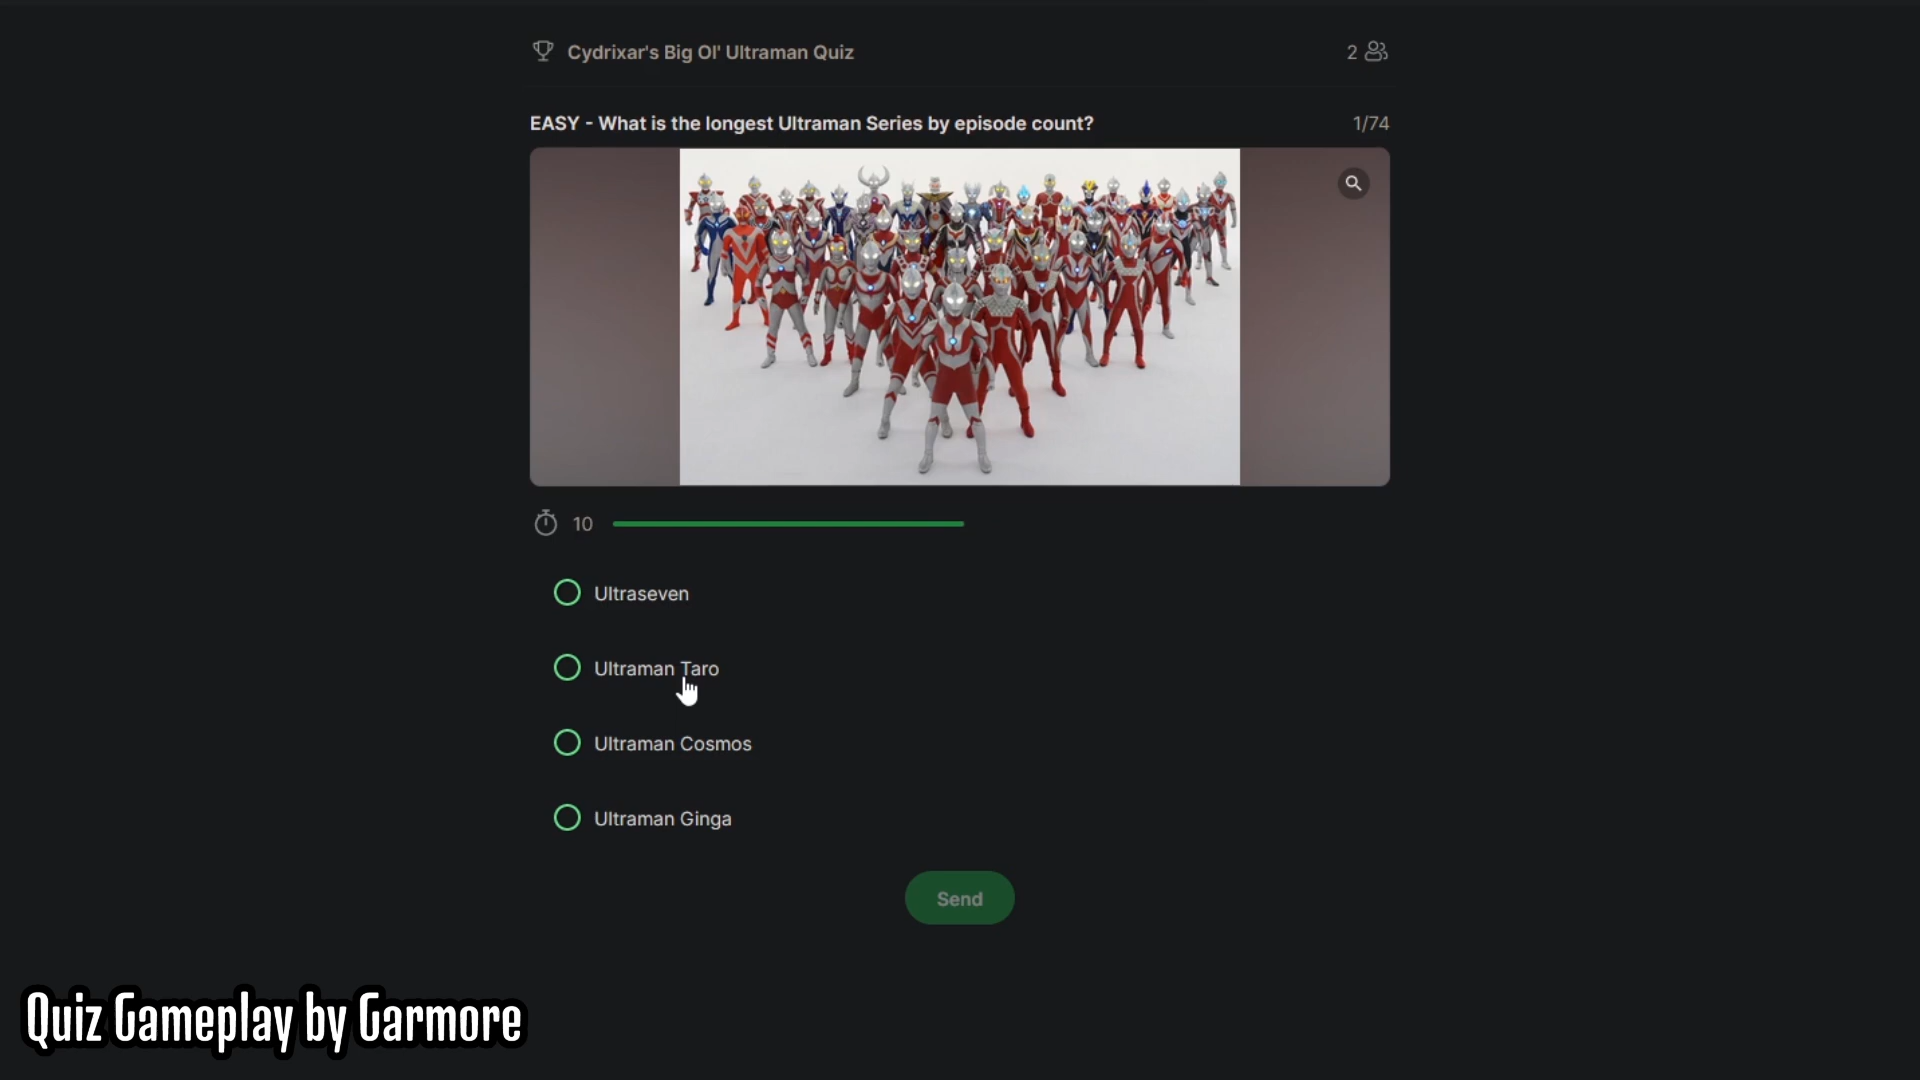 Cydrixar's Big Ol' Ultraman Quiz
2
EASY - What is the longest Ultraman Series by episode count?
1/74
10
Ultraseven
Ultraman Taro
Ultraman Cosmos
Ultraman Ginga
Send
Quiz Gameplay by Garmore